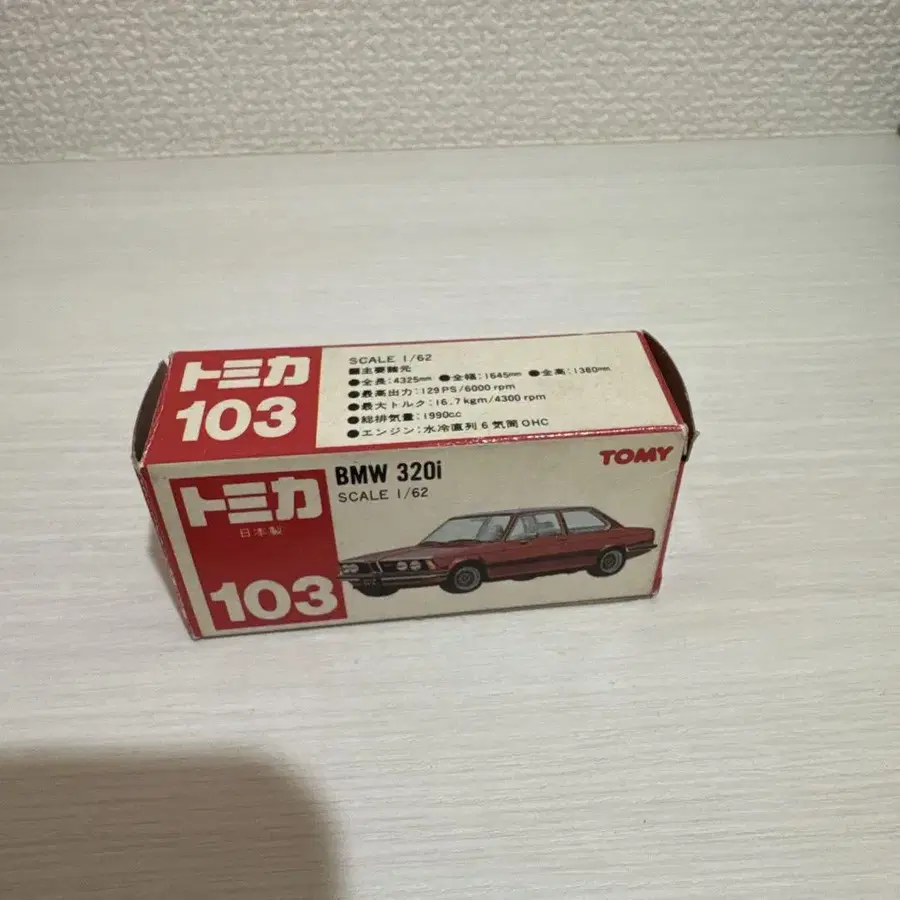 トミカ
103
SCALE 1/62
■主要諸元
●全長:4325mm ●全幅:1645mm ●全高:1380mm
●最高出力:129PS/6000rpm
●最大トルク:16.7kgm/4300rpm
●総排気量:1990cc
●エンジン:水冷直列6気筒OHC
トミカ
日本製
103
BMW 320i
SCALE 1/62
TOMY